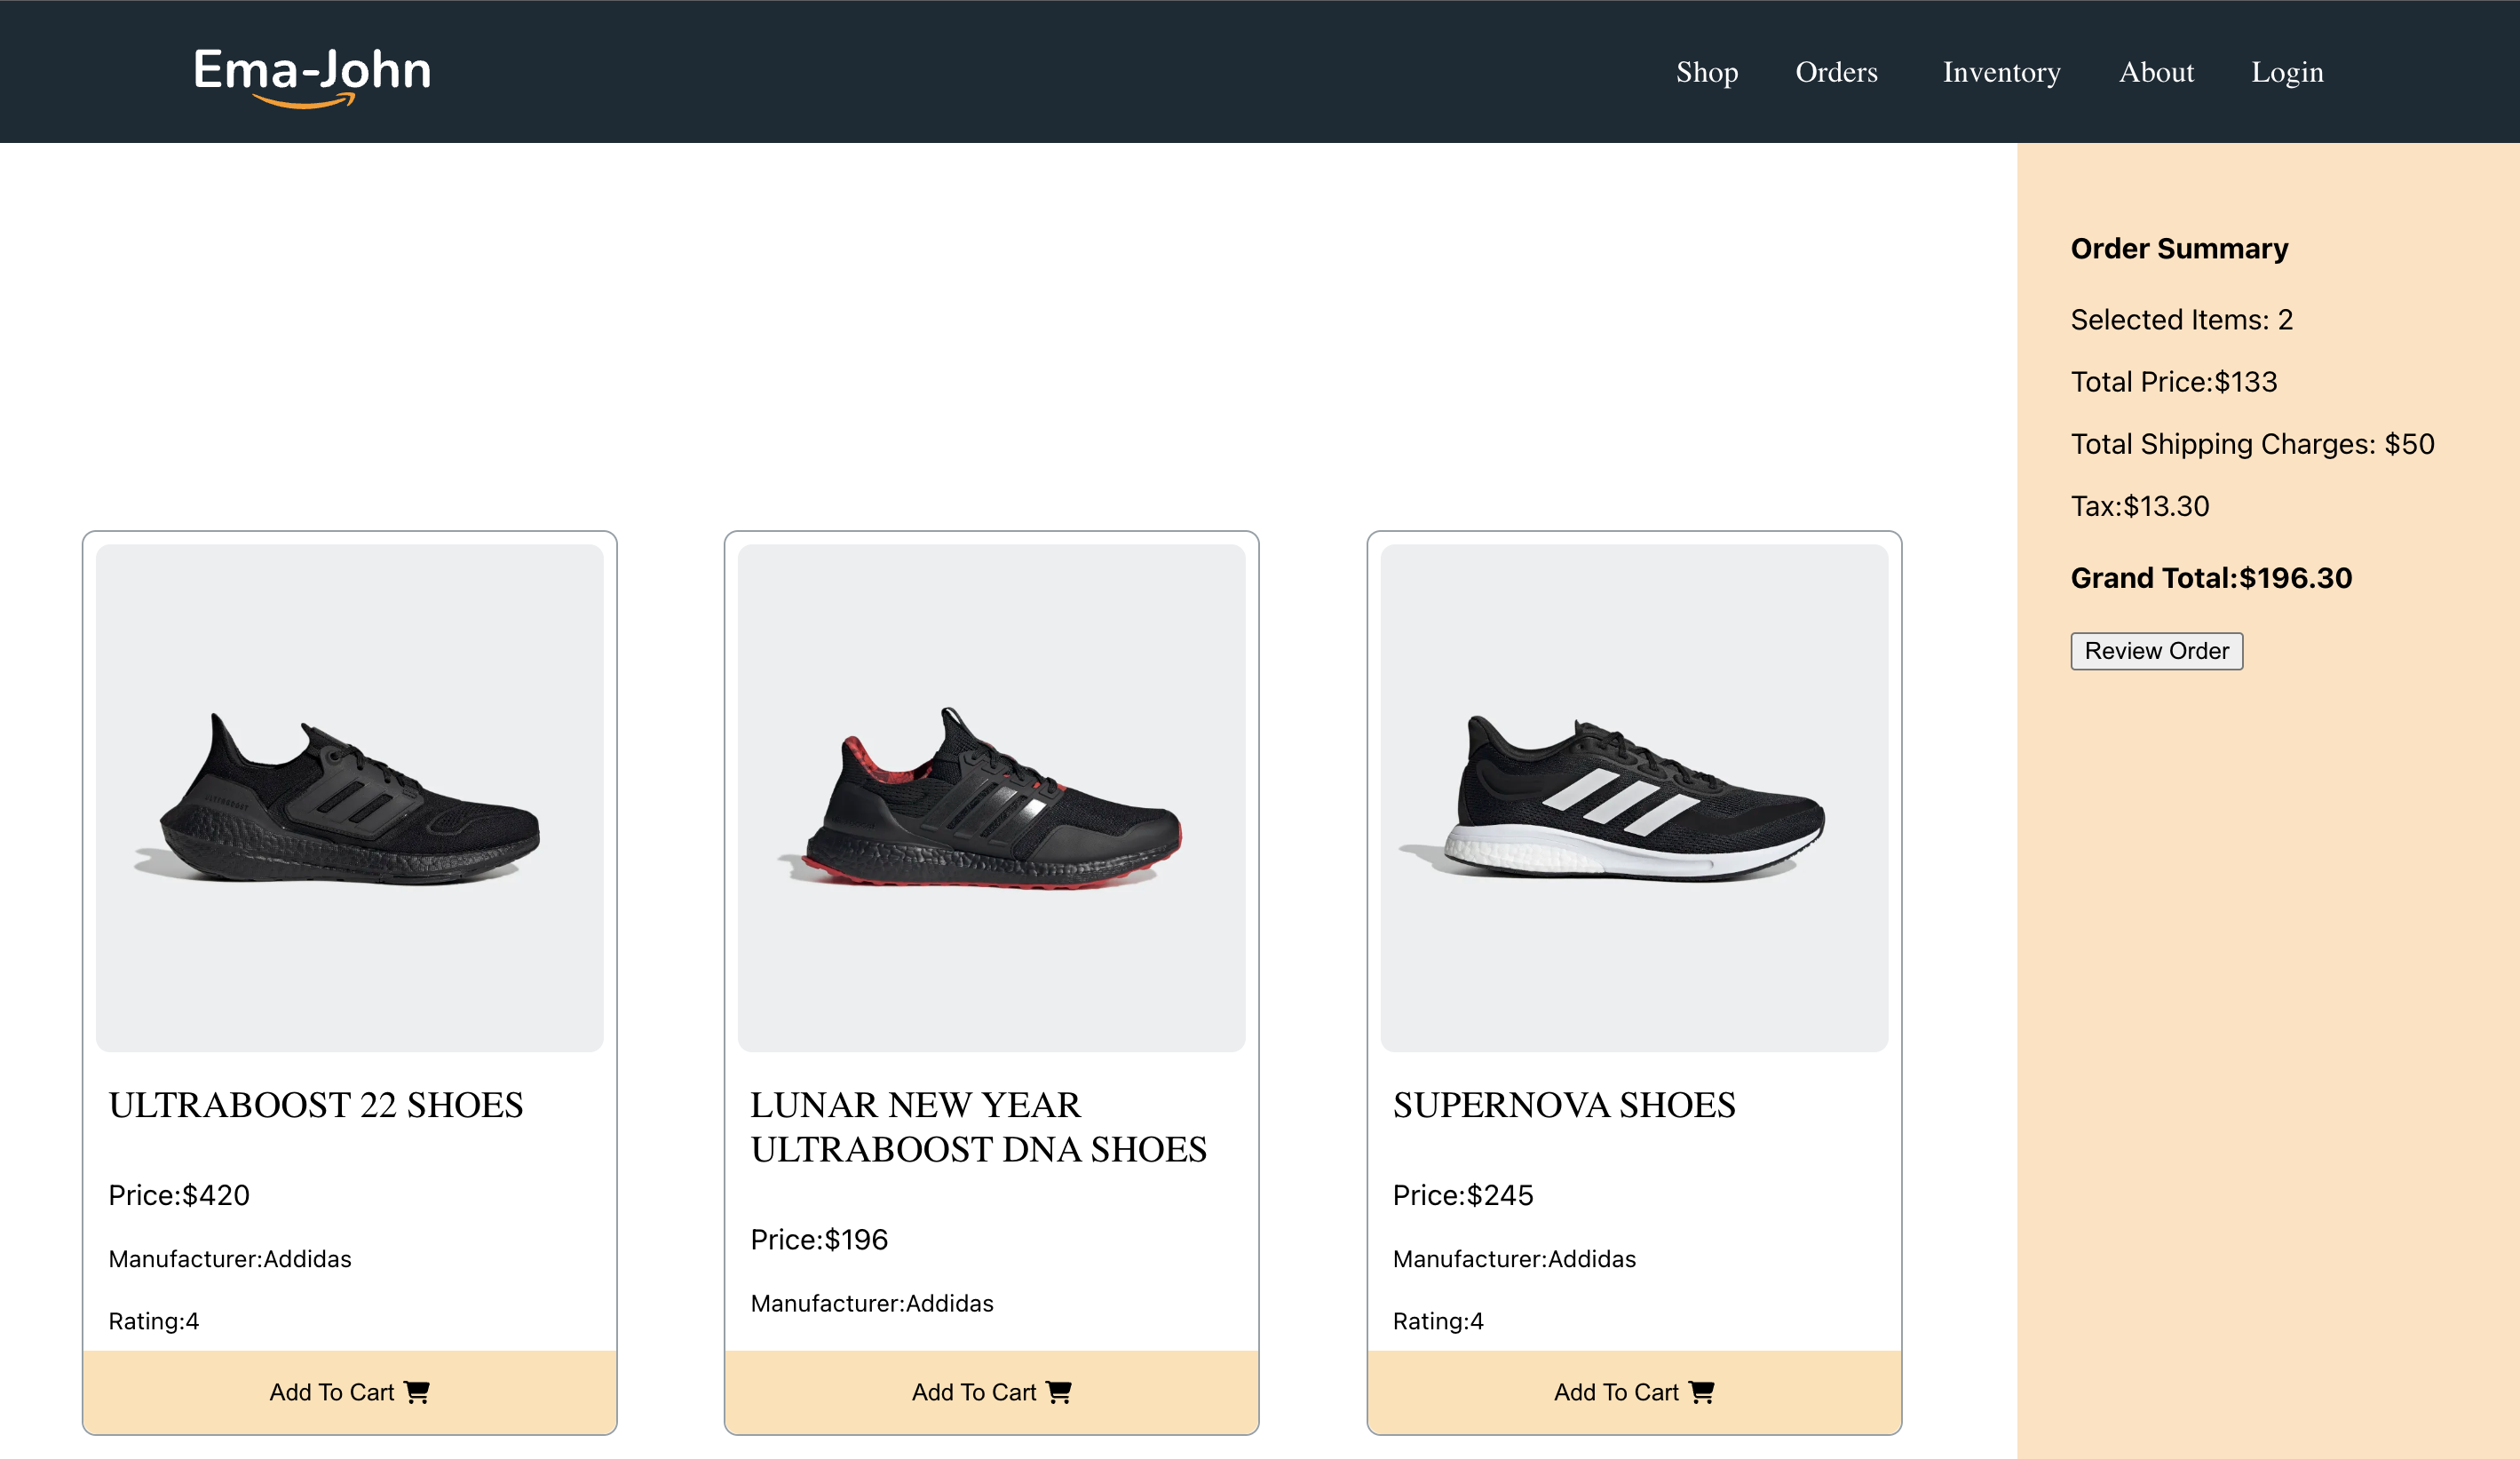 Ema-John
Shop Orders Inventory About Login
Order Summary
Selected Items: 2
Total Price:$133
Total Shipping Charges: $50
Tax:$13.30
Grand Total:$196.30
Review Order
ULTRABOOST 22 SHOES
Price:$420
Manufacturer:Addidas
Rating:4
Add To Cart
LUNAR NEW YEAR
ULTRABOOST DNA SHOES
Price:$196
Manufacturer:Addidas
Add To Cart
SUPERNOVA SHOES
Price:$245
Manufacturer:Addidas
Rating:4
Add To Cart